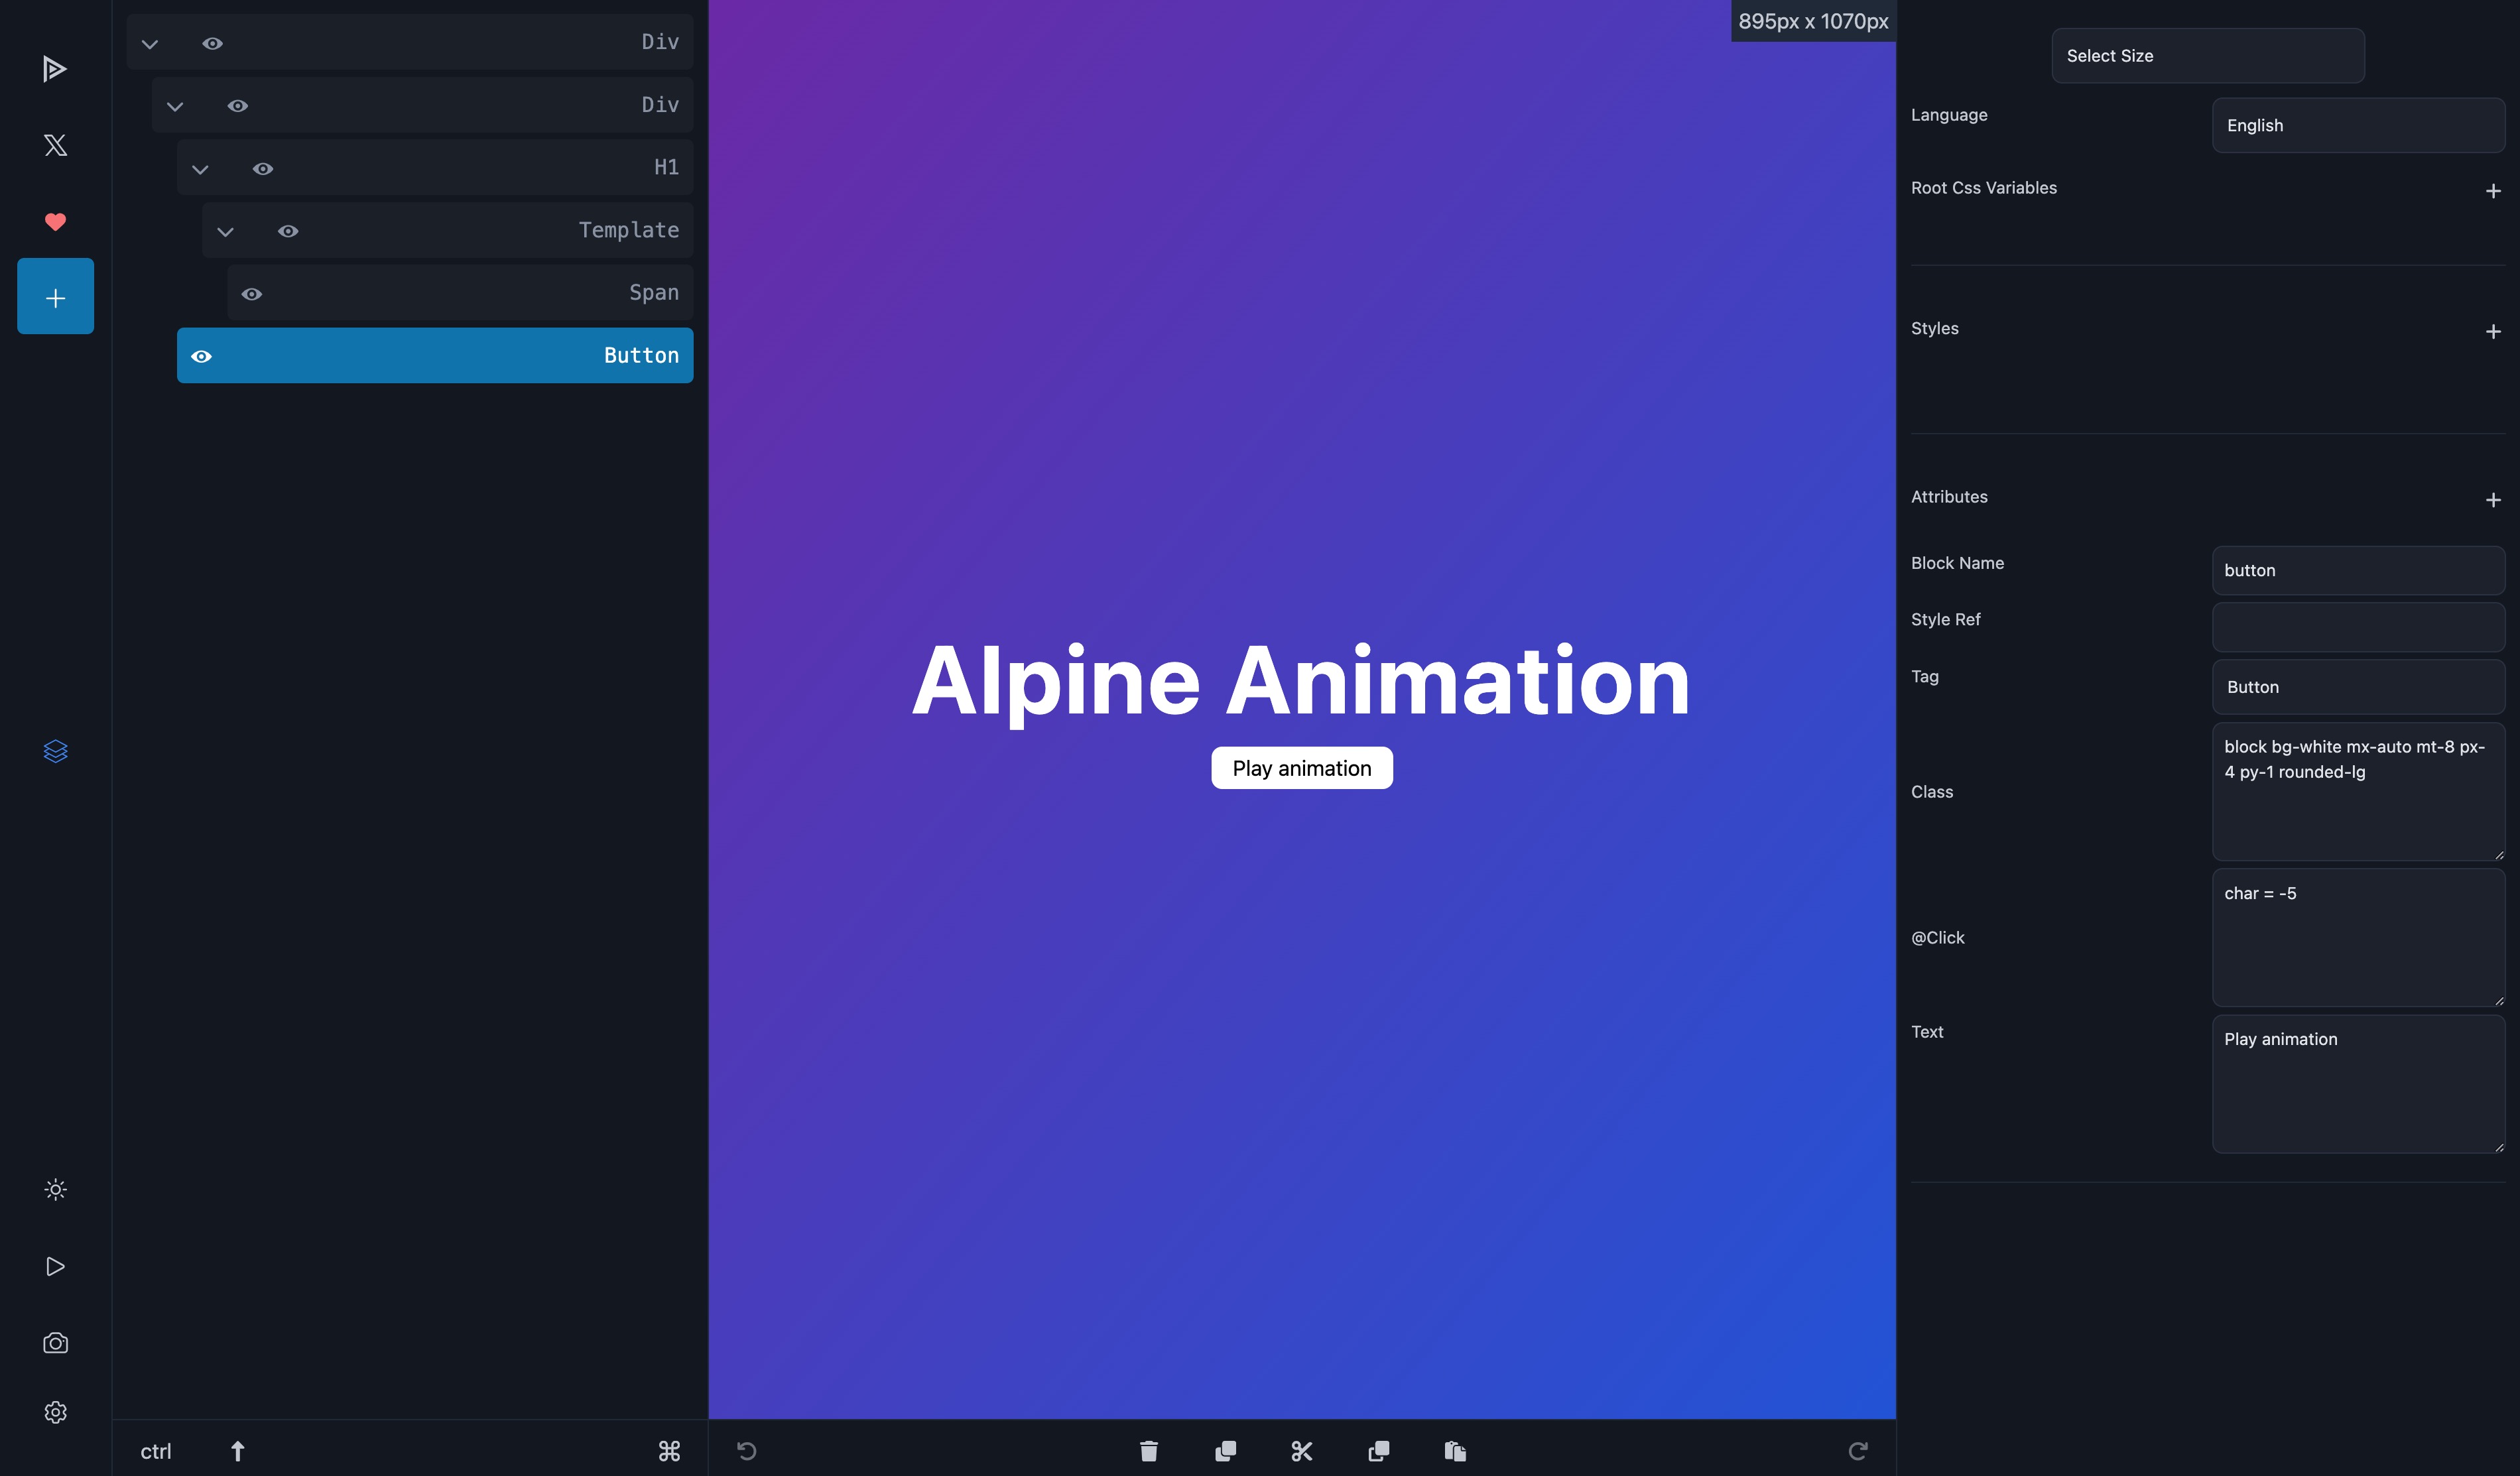 Div
Div
H1
Template
Span
Button
ctrl
895px x 1070px
Alpine Animation
Play animation
Select Size
Language
English
Root Css Variables
Styles
Attributes
Block Name
button
Style Ref
Tag
Button
Class
block bg-white mx-auto mt-8 px-
4 py-1 rounded-lg
@Click
char = -5
Text
Play animation